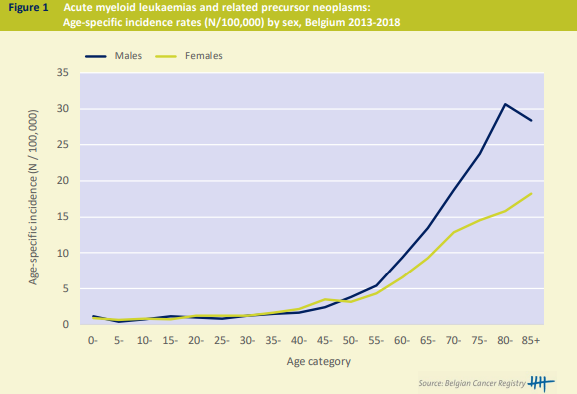 Figure 1 Acute myeloid leukaemias and related precursor neoplasms:
Age-specific incidence rates (N/100,000) by sex, Belgium 2013-2018
Males Females
Age-specific incidence (N / 100,000)
35
30
25
20
15
10
5
0
0- 5- 10- 15- 20- 25- 30- 35- 40- 45- 50- 55- 60- 65- 70- 75- 80- 85+
Age category
Source: Belgian Cancer Registry